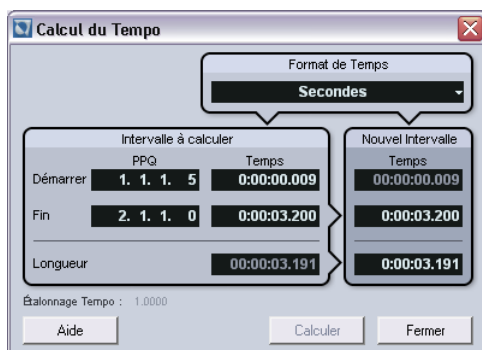 Calcul du Tempo
Format de Temps
Secondes
Intervalle à calculer
Nouvel Intervalle
PPQ Temps Temps
Démarrer 1. 1. 1. 5 0:00:00.009 00:00:00.009
Fin 2. 1. 1. 0 0:00:03.200 0:00:03.200
Longueur 00:00:03.191 0:00:03.191
Étalonnage Tempo : 1.0000
Aide Calculer Fermer